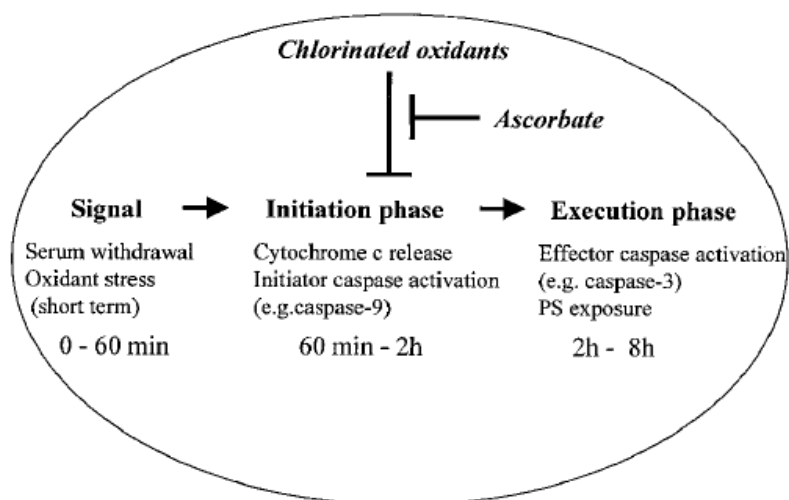 Chlorinated oxidants
Ascorbate
Signal
Initiation phase
Execution phase
Serum withdrawal
Oxidant stress
(short term)
0 - 60 min
Cytochrome c release
Initiator caspase activation
(e.g.caspase-9)
60 min - 2h
Effector caspase activation
(e.g. caspase-3)
PS exposure
2h - 8h